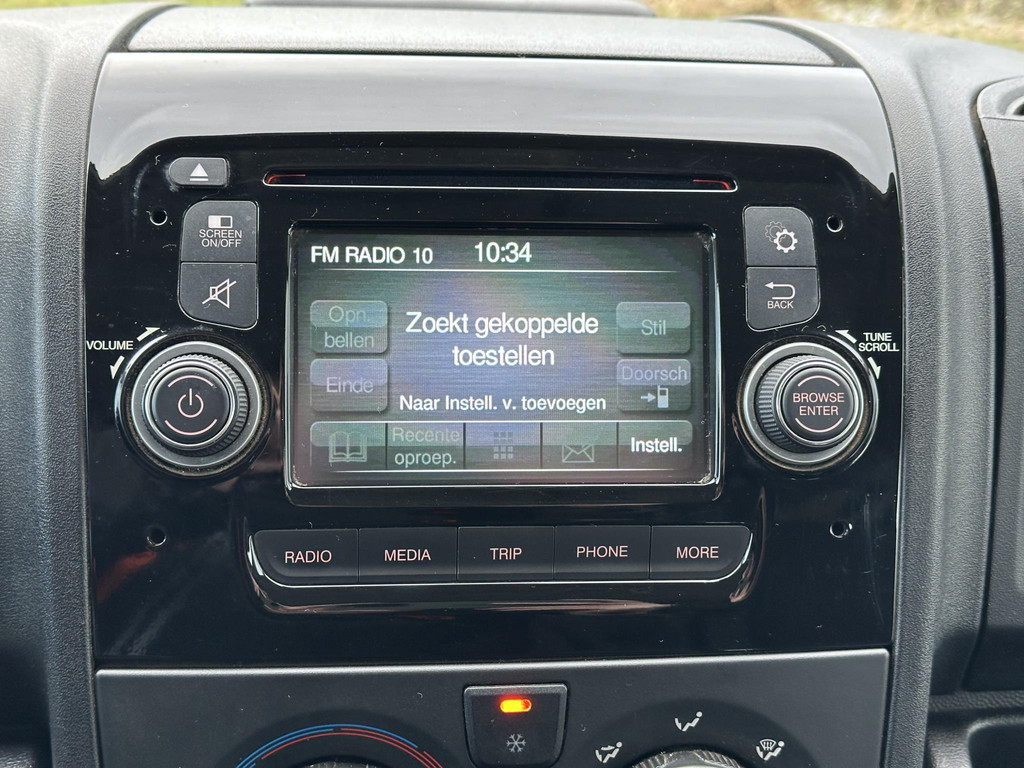 SCREEN
ON/OFF
FM RADIO 10 10:34
BACK
VOLUME
TUNE
SCROLL
Opn.
bellen
Zoekt gekoppelde
toestellen
Stil
Einde
Doorsch
Naar Instell. v. toevoegen
BROWSE
ENTER
Recente
oproep.
Instell.
RADIO MEDIA TRIP PHONE MORE